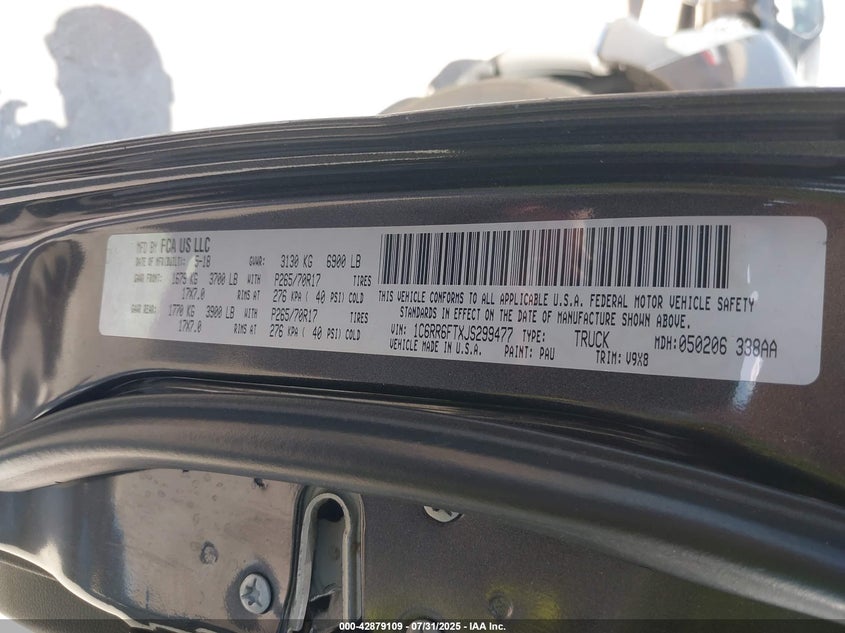 MFD BY FCA US LLC
DATE OF MFR(BUILT): 5-18 GVWR: 3130 KG 6900 LB
GAWR FRONT: 1679 KG 3700 LB WITH P265/70R17 TIRES
17X7.0 RIMS AT 276 KPA ( 40 PSI) COLD
GAWR REAR: 1770 KG 3900 LB WITH P265/70R17 TIRES
17X7.0 RIMS AT 276 KPA ( 40 PSI) COLD
THIS VEHICLE CONFORMS TO ALL APPLICABLE U.S.A. FEDERAL MOTOR VEHICLE SAFETY
STANDARDS IN EFFECT ON THE DATE OF MANUFACTURE SHOWN ABOVE.
VIN: 1C6RR6FTXJS299477 TYPE: TRUCK MDH:050206 338AA
VEHICLE MADE IN U.S.A. PAINT: PAU TRIM: V9X8
000-42879109 - 07/31/2025 - IAA Inc.